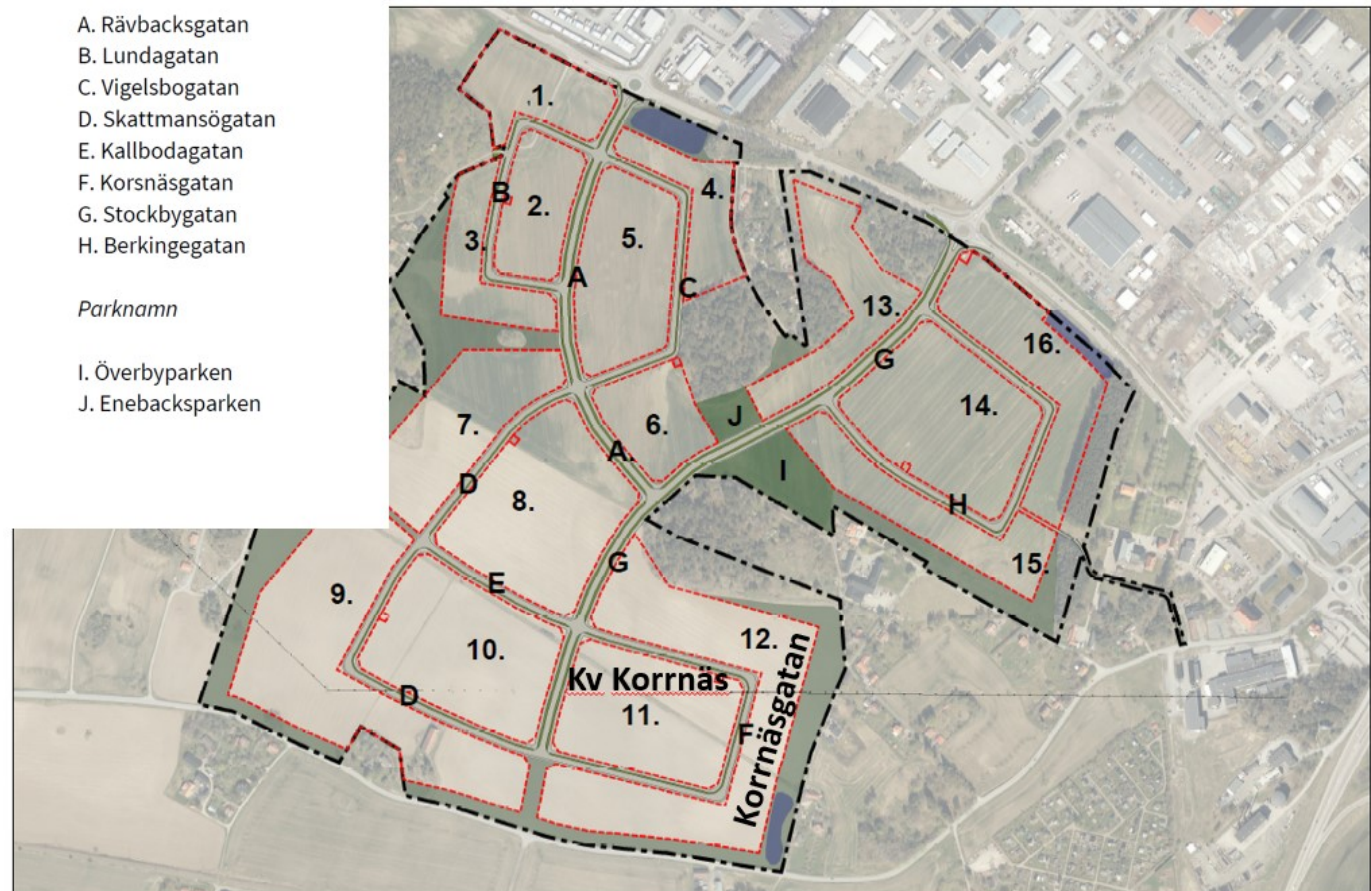 A. Rävbacksgatan
B. Lundagatan
C. Vigelsbogatan
D. Skattmansögatan
E. Kallbodagatan
F. Korsnäsgatan
G. Stockbygatan
H. Berkingegatan
Parknamn
I. Överbyparken
J. Enebacksparken
1.
B
2.
4.
3.
5.
A
C
13.
16.
G
7.
6.
J
14.
A.
I
D
8.
H
E
G
15.
9.
12.
10.
Kv Korrnäs
D
11.
F
Korrnäsgatan